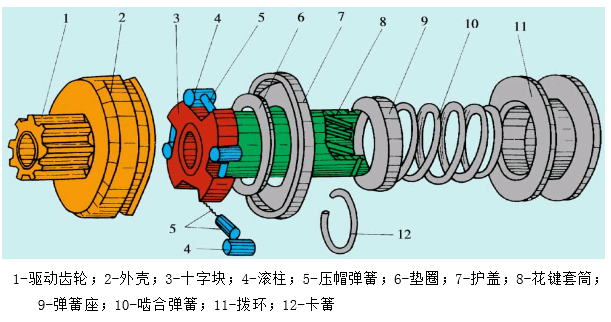 1 2 3 4 5 6 7 8 9 10 11
5
4
12
1-驱动齿轮；2-外壳；3-十字块；4-滚柱；5-压帽弹簧；6-垫圈；7-护盖；8-花键套筒；
9-弹簧座；10-啮合弹簧；11-拨环；12-卡簧